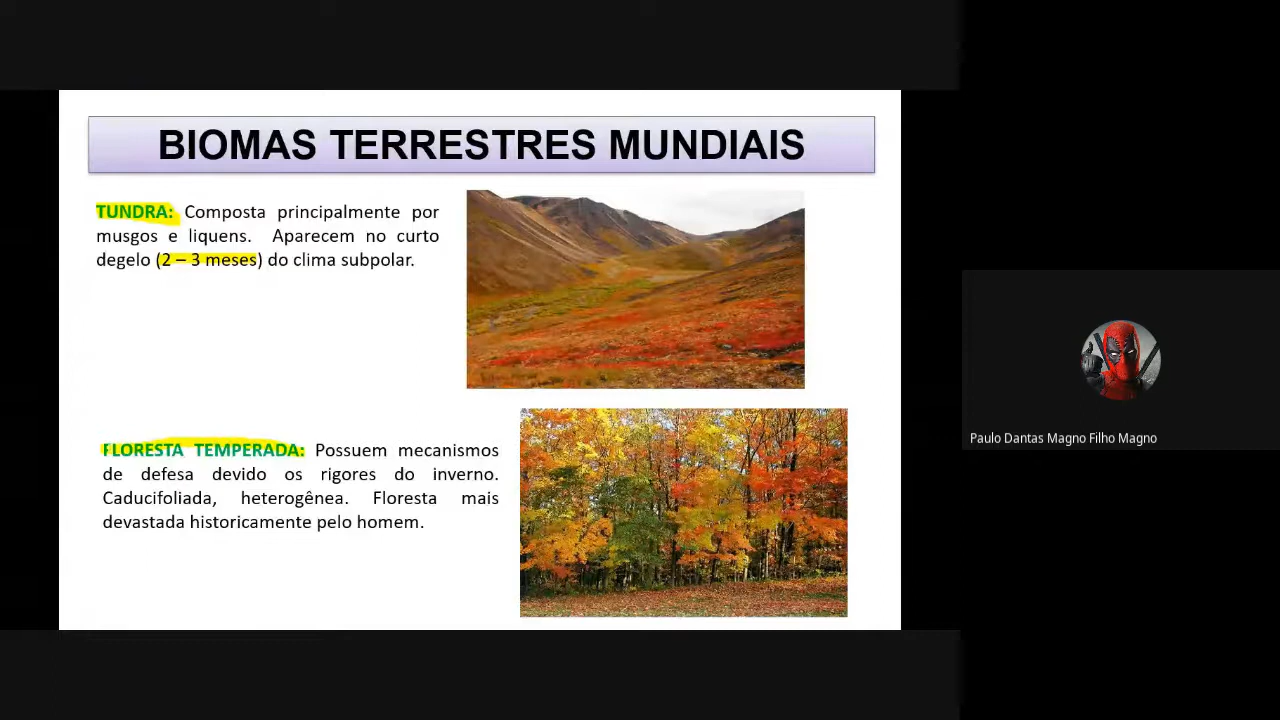 BIOMAS TERRESTRES MUNDIAIS
TUNDRA: Composta principalmente por
musgos e liquens. Aparecem no curto
degelo (2 – 3 meses) do clima subpolar.
FLORESTA TEMPERADA: Possuem mecanismos
de defesa devido os rigores do inverno.
Caducifoliada, heterogênea. Floresta mais
devastada historicamente pelo homem.
Paulo Dantas Magno Filho Magno